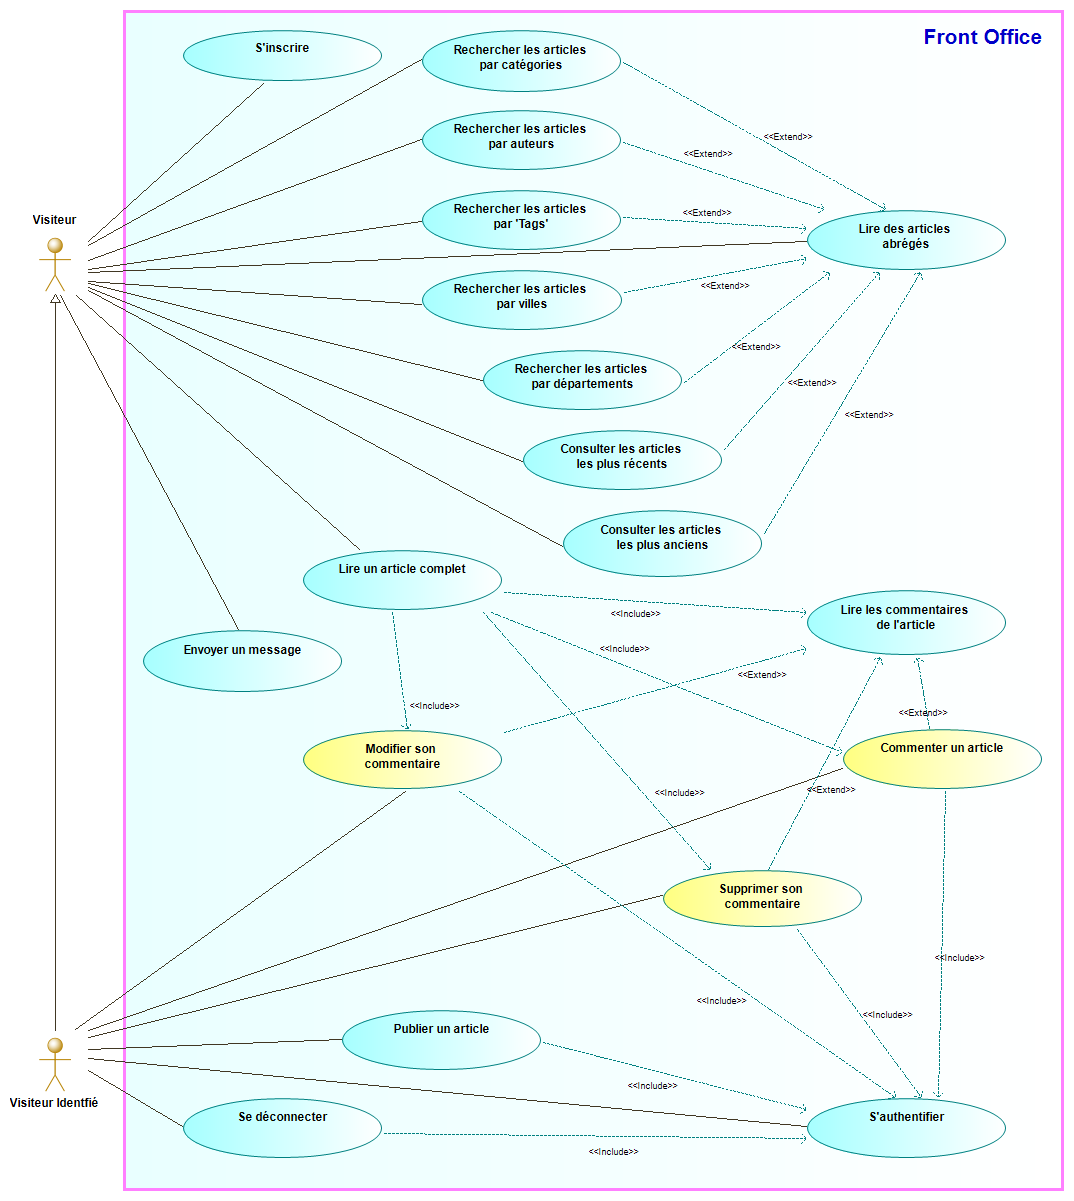 Front Office
S'inscrire
Rechercher les articles
par catégories
<<Extend>>
Rechercher les articles
par auteurs
<<Extend>>
Visiteur
Rechercher les articles
par 'Tags'
<<Extend>>
Lire des articles
abrégés
Rechercher les articles
par villes
<<Extend>>
Rechercher les articles
par départements
<<Extend>>
<<Extend>>
<<Extend>>
Consulter les articles
les plus récents
Consulter les articles
les plus anciens
Lire un article complet
<<Include>>
Lire les commentaires
de l'article
Envoyer un message
<<Include>>
<<Extend>>
<<Include>>
<<Extend>>
Modifier son
commentaire
Commenter un article
<<Include>>
<<Extend>>
Supprimer son
commentaire
<<Include>>
<<Include>>
<<Include>>
Publier un article
<<Include>>
Visiteur Identfié
Se déconnecter
S'authentifier
<<Include>>